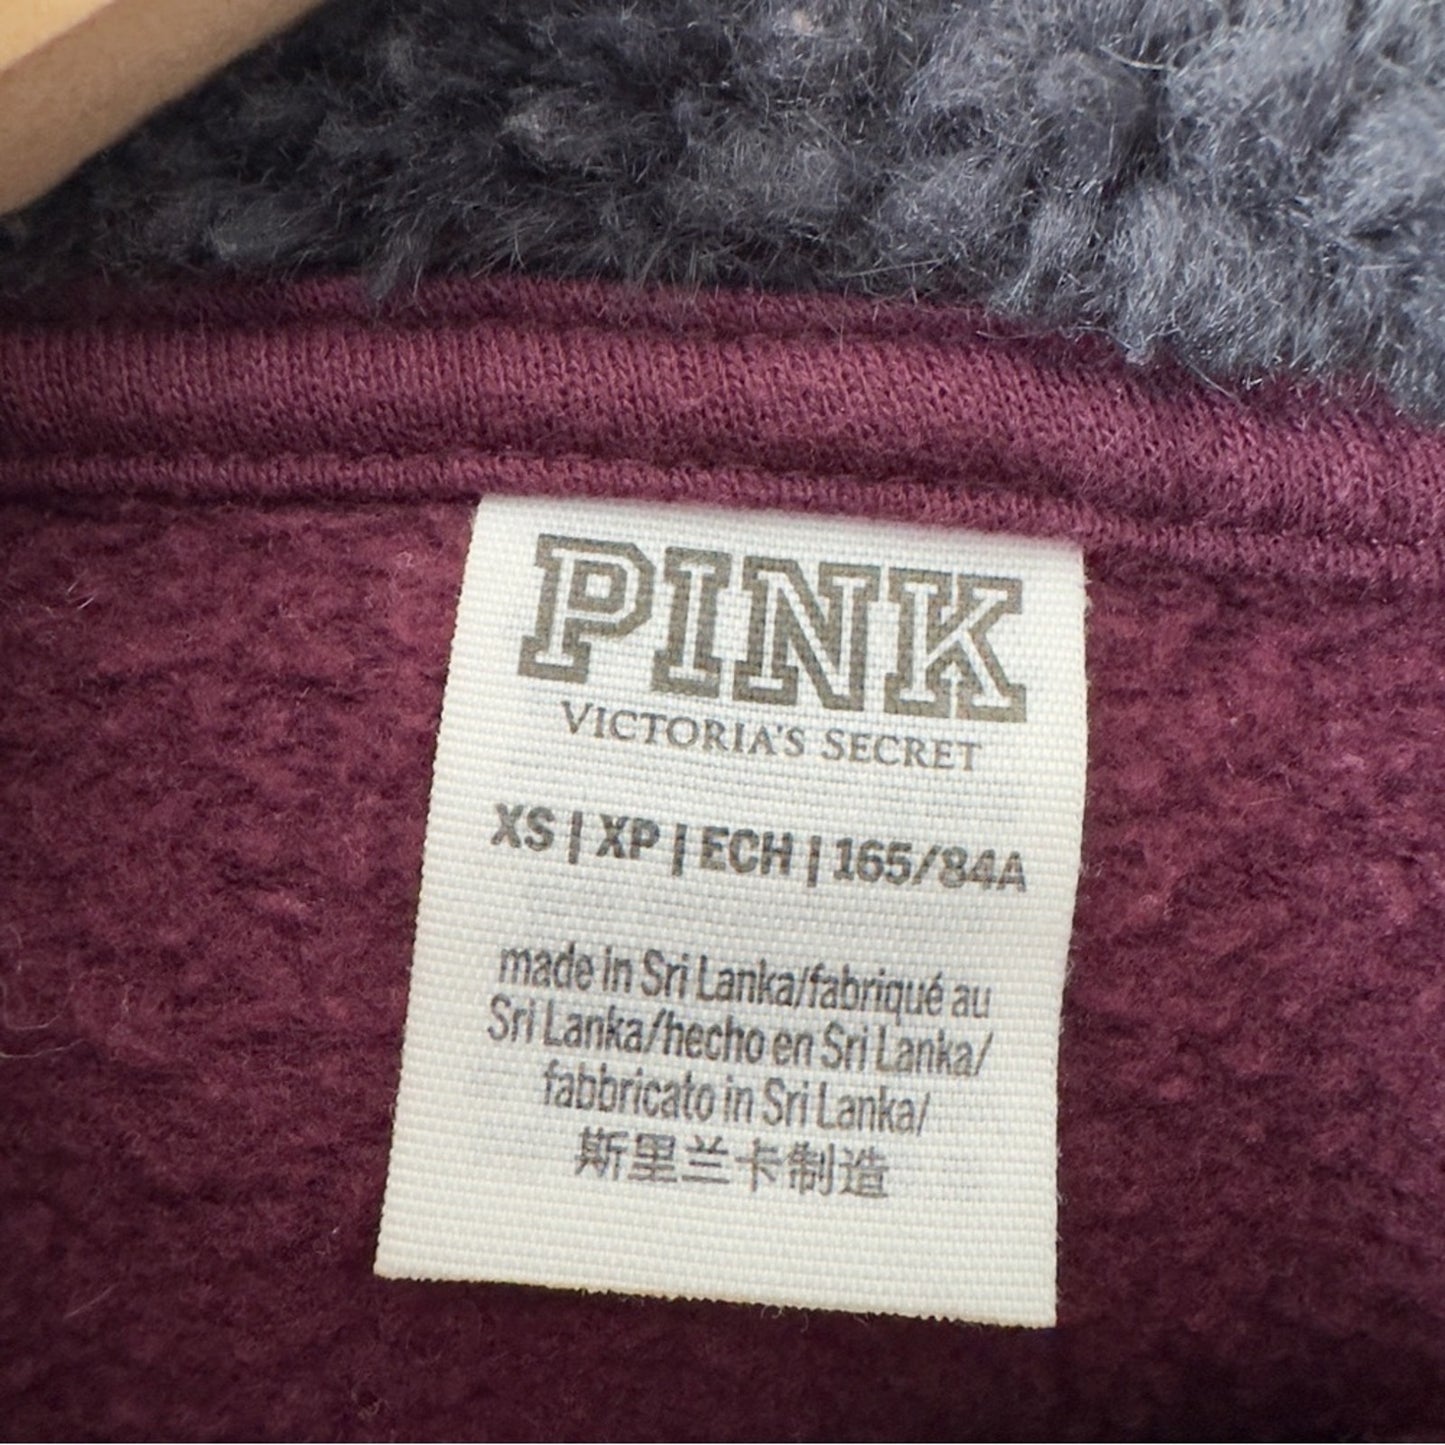 PINK
VICTORIA'S SECRET
XS | XP | ECH | 165/84A
made in Sri Lanka/fabriqué au
Sri Lanka/hecho en Sri Lanka/
fabbricato in Sri Lanka/
斯里兰卡制造